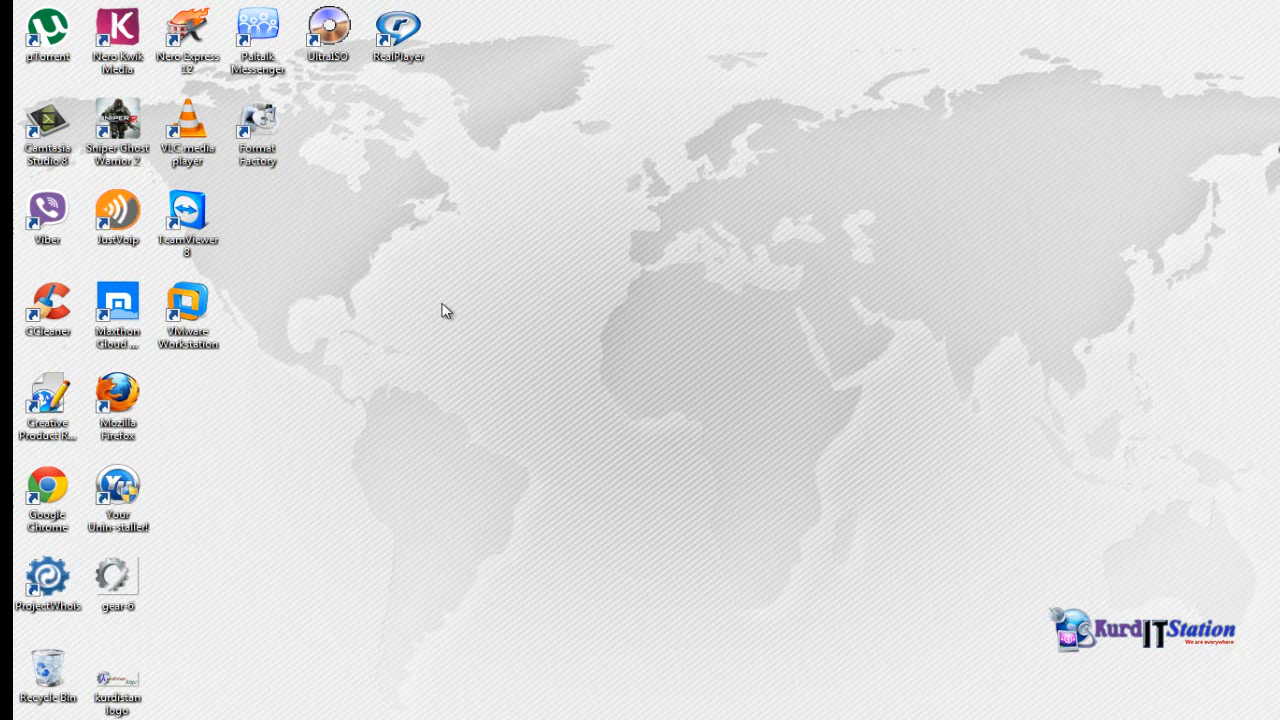 µTorrent
Nero Kwik
Media
Nero Express
12
Paltalk
Messenger
UltraISO
RealPlayer
Camtasia
Studio 8
SNIPER
Sniper Ghost
Warrior 2
VLC media
player
Format
Factory
Viber
JustVoip
TeamViewer
8
CCleaner
Maxthon
Cloud ...
VMware
Workstation
Creative
Product R...
Mozilla
Firefox
Google
Chrome
Your
Unin-staller!
ProjectWhois
gear-6
Recycle Bin
kurdistan
logo
KurdITStation
We are everywhere